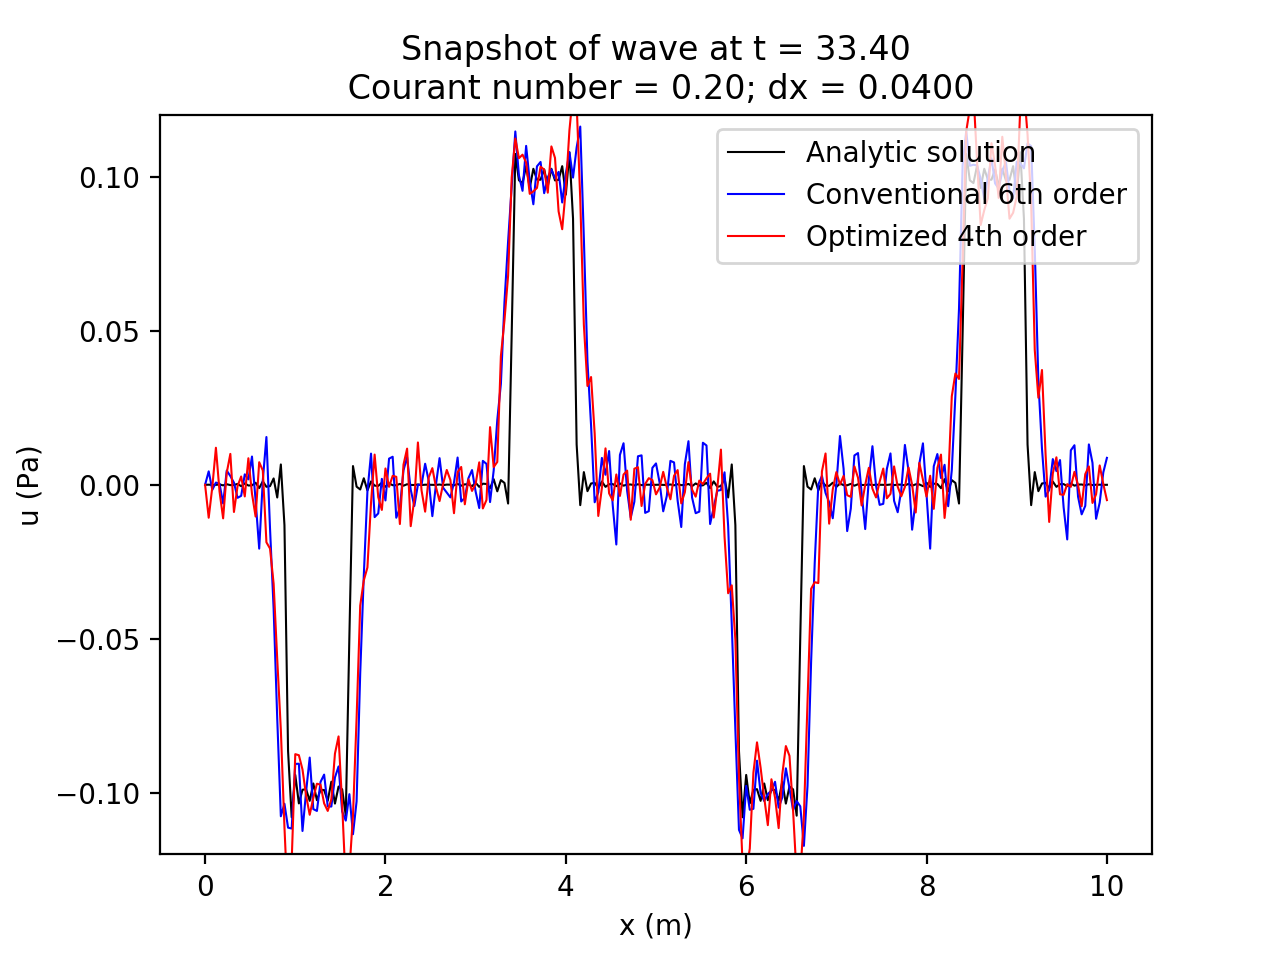 Snapshot of wave at t = 33.40
Courant number = 0.20; dx = 0.0400
Analytic solution
Conventional 6th order
Optimized 4th order
0.10
0.05
0.00
−0.05
−0.10
u (Pa)
0 2 4 6 8 10
x (m)